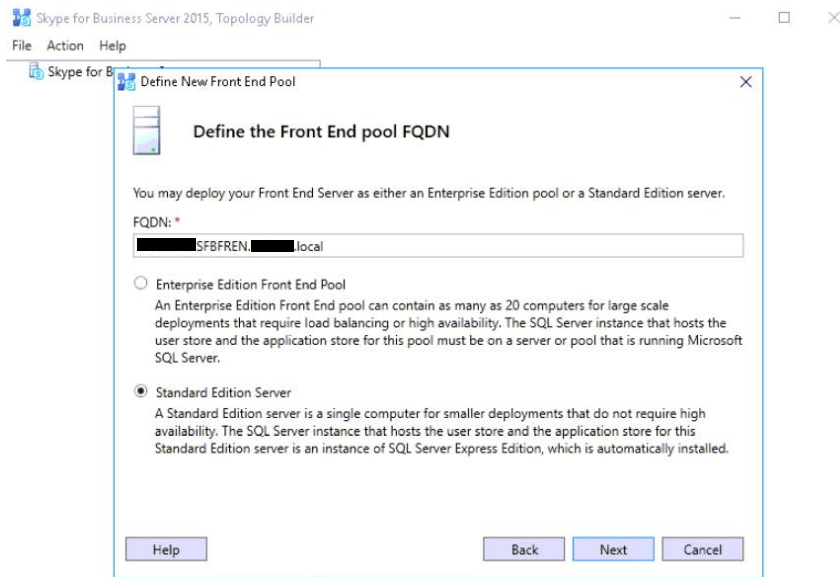 Skype for Business Server 2015, Topology Builder
File Action Help
Skype for B
Define New Front End Pool
Define the Front End pool FQDN
You may deploy your Front End Server as either an Enterprise Edition pool or a Standard Edition server.
FQDN: *
SFBFREN. .local
Enterprise Edition Front End Pool
An Enterprise Edition Front End pool can contain as many as 20 computers for large scale
deployments that require load balancing or high availability. The SQL Server instance that hosts the
user store and the application store for this pool must be on a server or pool that is running Microsoft
SQL Server.
Standard Edition Server
A Standard Edition server is a single computer for smaller deployments that do not require high
availability. The SQL Server instance that hosts the user store and the application store for this
Standard Edition server is an instance of SQL Server Express Edition, which is automatically installed.
Help Back Next Cancel